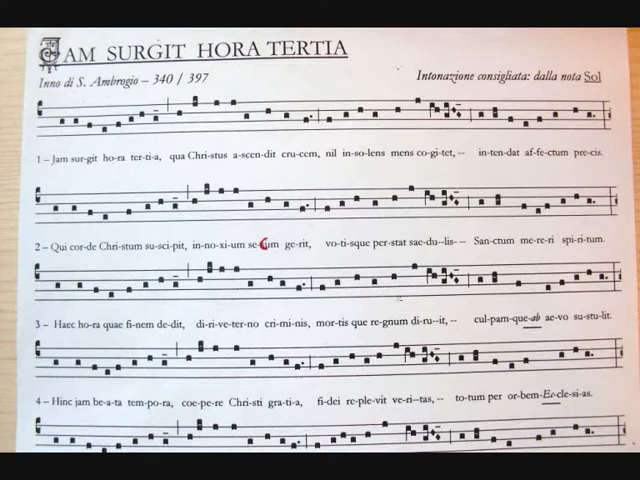 JAM SURGIT HORA TERTIA
Inno di S. Ambrogio – 340 / 397
Intonazione consigliata: dalla nota Sol
1 – Jam sur-git ho-ra ter-ti-a, qua Chri-stus a-scen-dit cru-cem, nil in-so-lens mens co-gi-tet, -- in-ten-dat af-fec-tum pre-cis.
2 – Qui cor-de Chri-stum su-sci-pit, in-no-xi-um se-sum ge-rit, vo-ti-sque per-stat sae-du--lis-- San-ctum me-re-ri spi-ri-tum.
3 – Haec ho-ra quae fi-nem de-dit, di-ri-ve-ter-no cri-mi-nis, mor-tis que re-gnum di-ru--it, -- cul-pam-que-ab ae-vo su-stu-lit.
4 – Hinc jam be-a-ta tem-po-ra, coe-pe-re Chri-sti gra-ti-a, fi-dei re-ple-vit ve-ri--tas, -- to-tum per or-bem-Ec-cle-si-as.